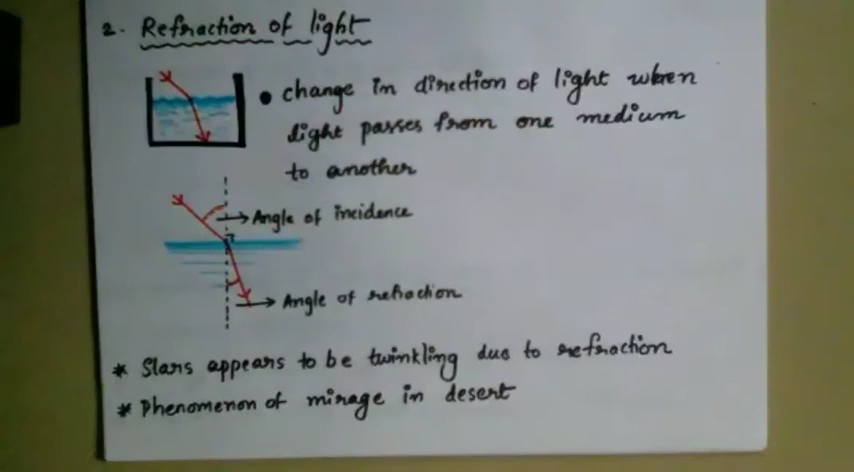 2. Refraction of light
• change in direction of light when
light passes from one medium
to another
Angle of incidence
Angle of refraction
* Stars appears to be twinkling due to refraction
* Phenomenon of mirage in desert